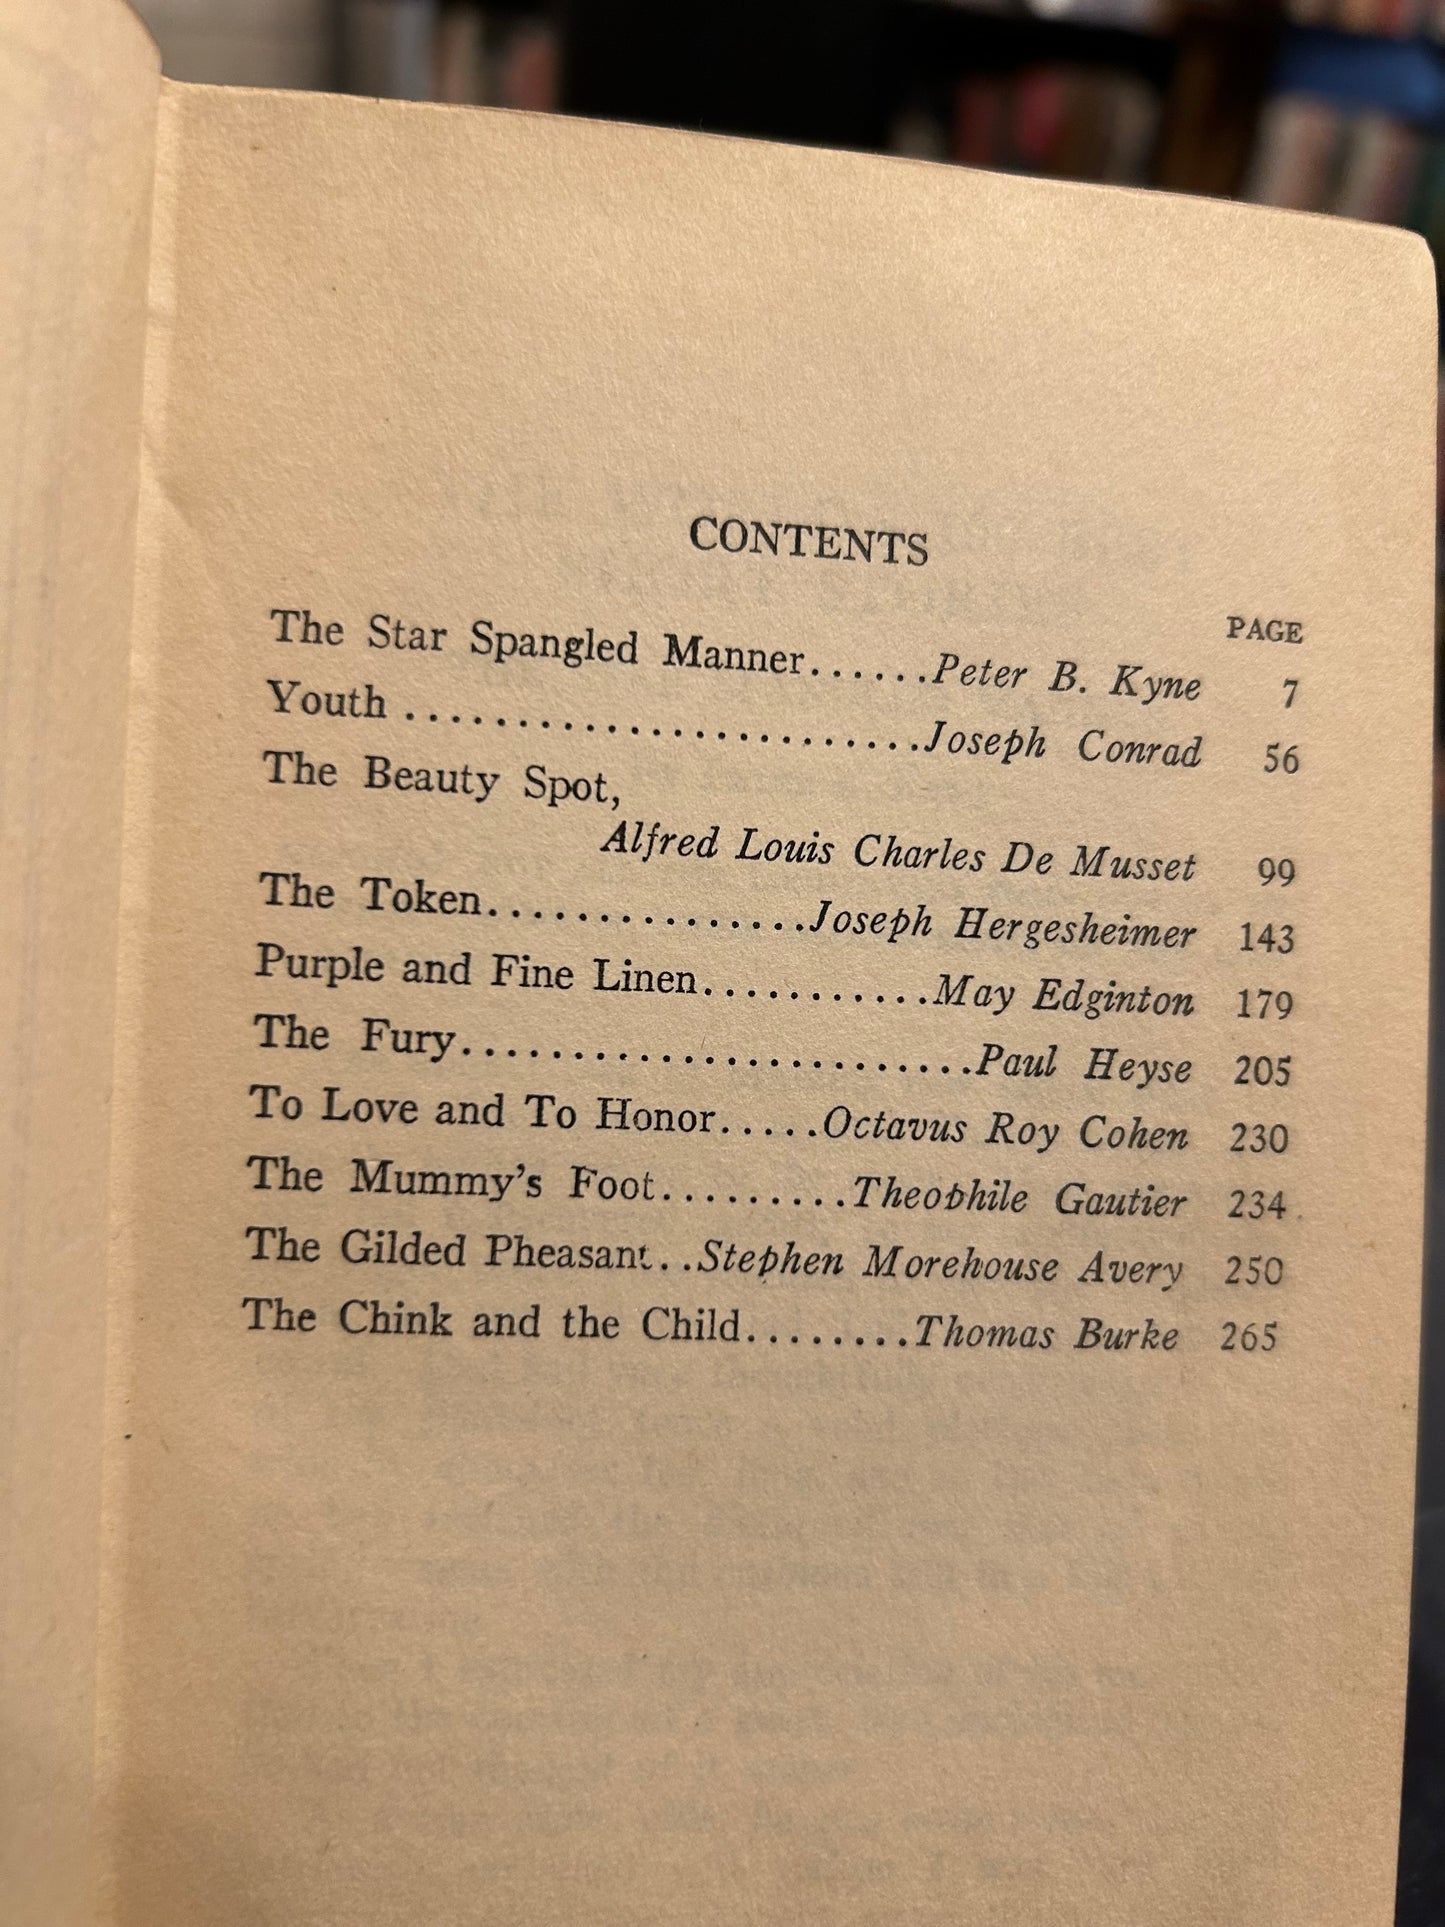 CONTENTS
PAGE
The Star Spangled Manner......Peter B. Kyne 7
Youth .......................Joseph Conrad 56
The Beauty Spot,
Alfred Louis Charles De Musset 99
The Token...............Joseph Hergesheimer 143
Purple and Fine Linen...........May Edginton 179
The Fury.......................Paul Heyse 205
To Love and To Honor.....Octavus Roy Cohen 230
The Mummy's Foot.........Theophile Gautier 234
The Gilded Pheasant..Stephen Morehouse Avery 250
The Chink and the Child........Thomas Burke 265